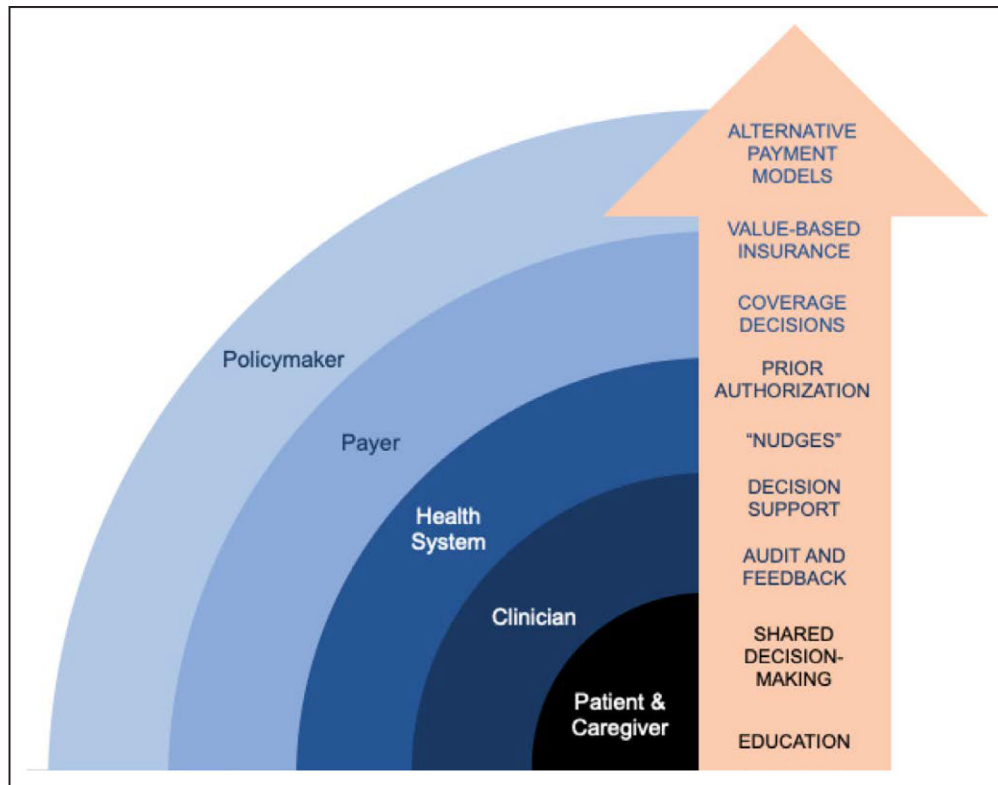 Policymaker
Payer
Health
System
Clinician
Patient &
Caregiver
ALTERNATIVE
PAYMENT
MODELS
VALUE-BASED
INSURANCE
COVERAGE
DECISIONS
PRIOR
AUTHORIZATION
“NUDGES”
DECISION
SUPPORT
AUDIT AND
FEEDBACK
SHARED
DECISION-
MAKING
EDUCATION